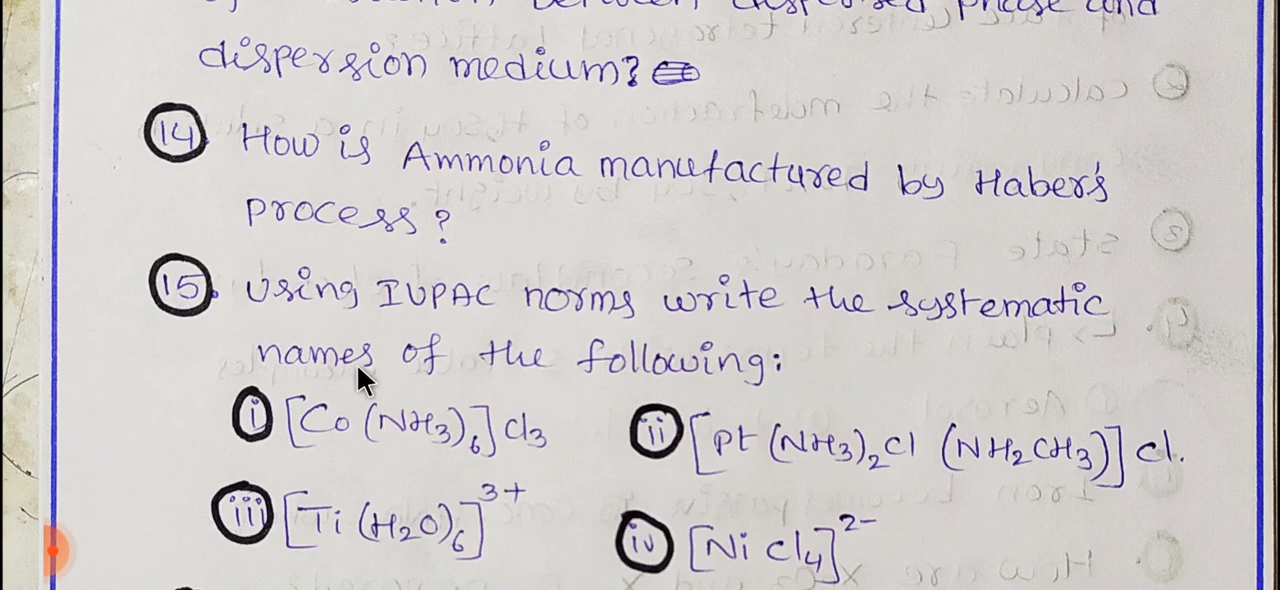 dispersion medium?
14. How is Ammonia manufactured by Haber's
process?
15. Using IUPAC norms write the systematic
names of the following:
i [Co(NH3)6]Cl3 ii [Pt(NH3)2Cl(NH2CH3)]Cl.
iii [Ti(H2O)6]3+ iv [NiCl4]2-